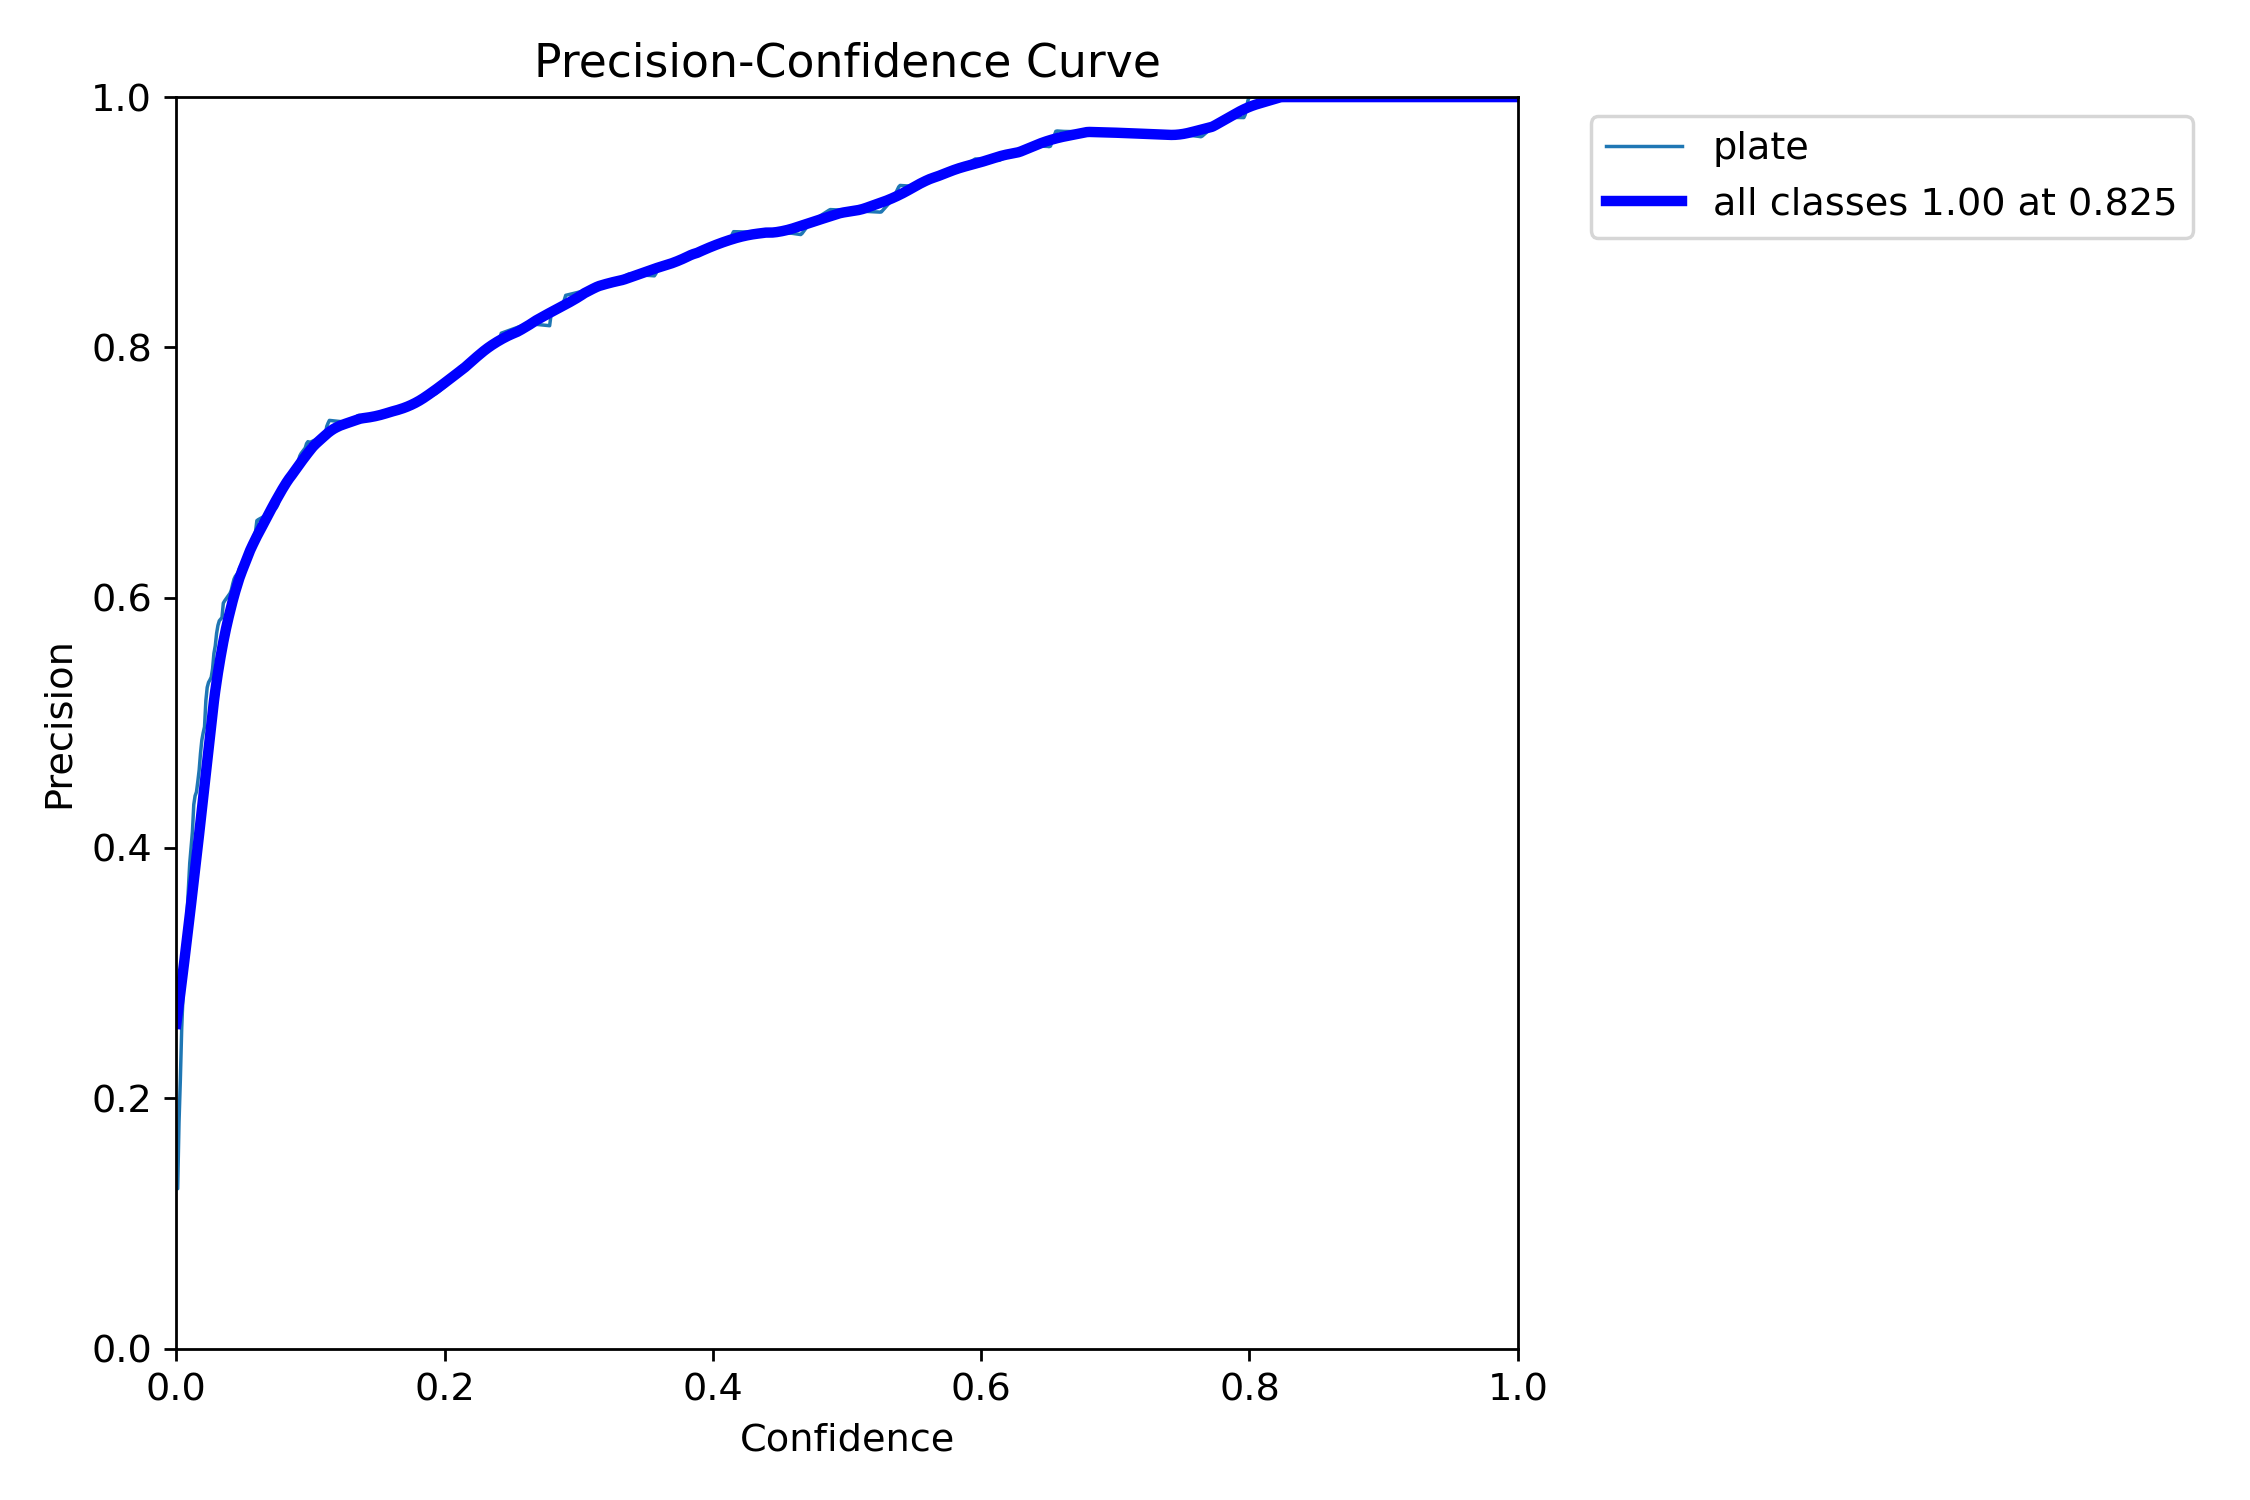 Precision-Confidence Curve
1.0
0.8
0.6
0.4
0.2
0.0
Precision
0.0 0.2 0.4 0.6 0.8 1.0
Confidence
plate
all classes 1.00 at 0.825